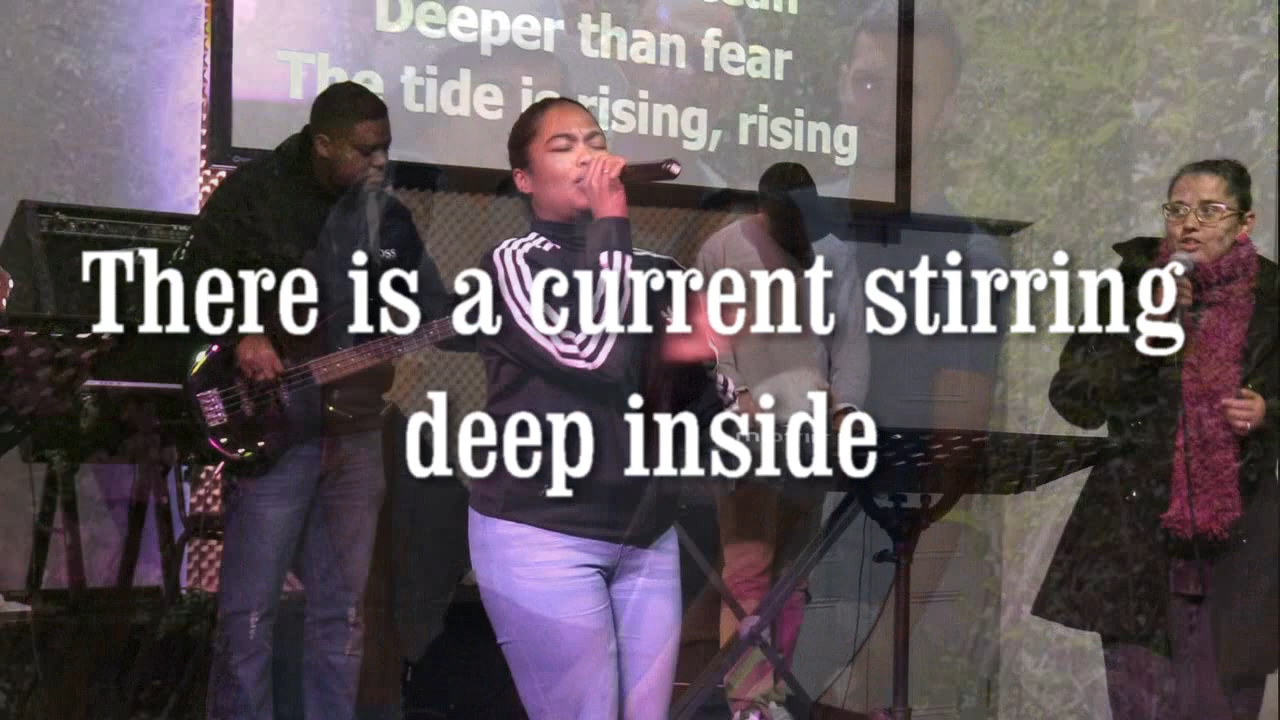 Deeper than fear
The tide is rising, rising
There is a current stirring
deep inside